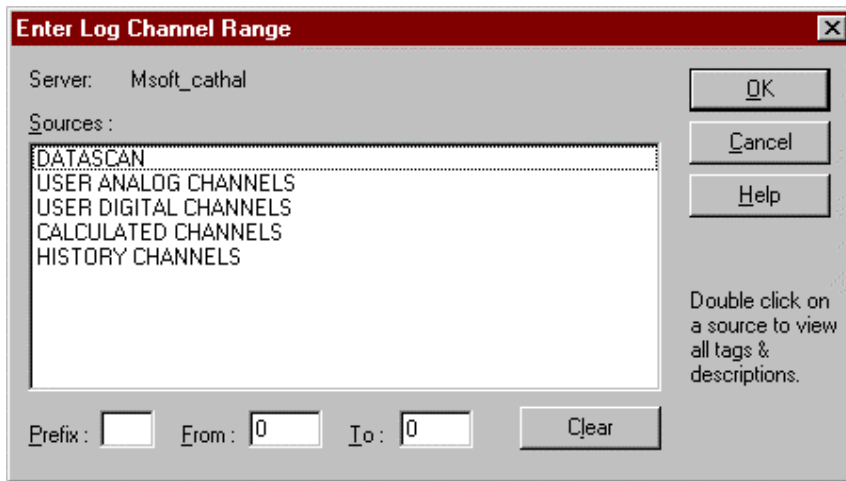 Enter Log Channel Range
Server: Msoft_cathal
OK
Sources :
Cancel
DATASCAN
USER ANALOG CHANNELS
USER DIGITAL CHANNELS
CALCULATED CHANNELS
HISTORY CHANNELS
Help
Double click on
a source to view
all tags &
descriptions.
Prefix : From : 0 To : 0 Clear